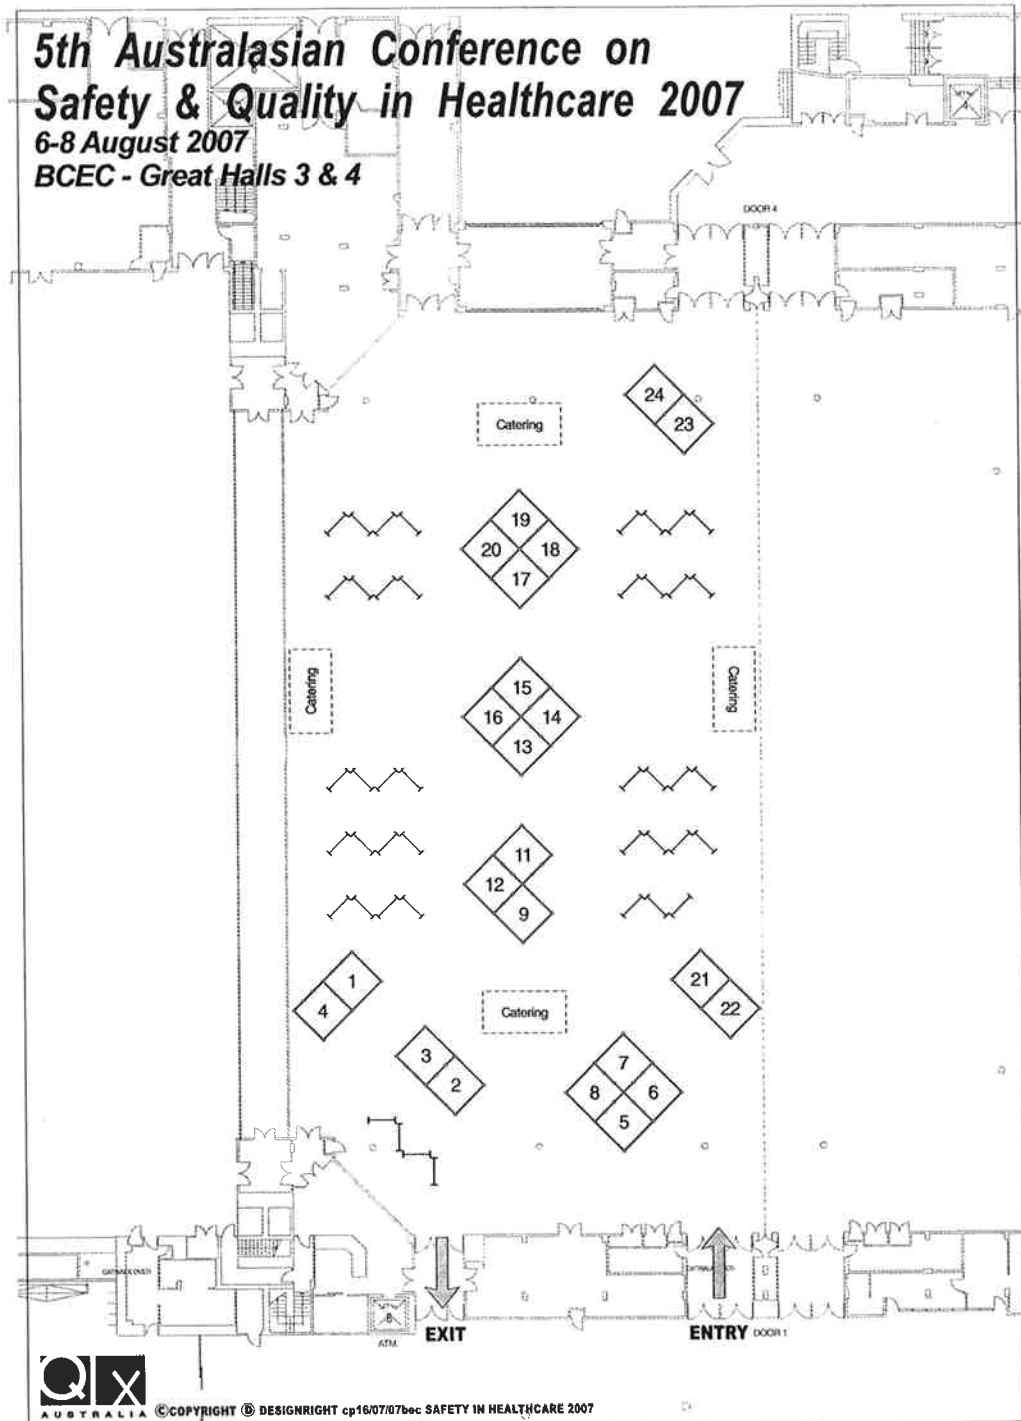 5th Australasian Conference on
Safety & Quality in Healthcare 2007
6-8 August 2007
BCEC - Great Halls 3 & 4
DOOR 4
24
23
Catering
19
20 18
17
Catering
Catering
15
16 14
13
11
12
9
1
4
21
22
Catering
3
2
7
8 6
5
EXIT
ENTRY
DOOR 1
ATM
QX
AUSTRALIA
©COPYRIGHT Ⓓ DESIGNRIGHT cp16/07/07bec SAFETY IN HEALTHCARE 2007